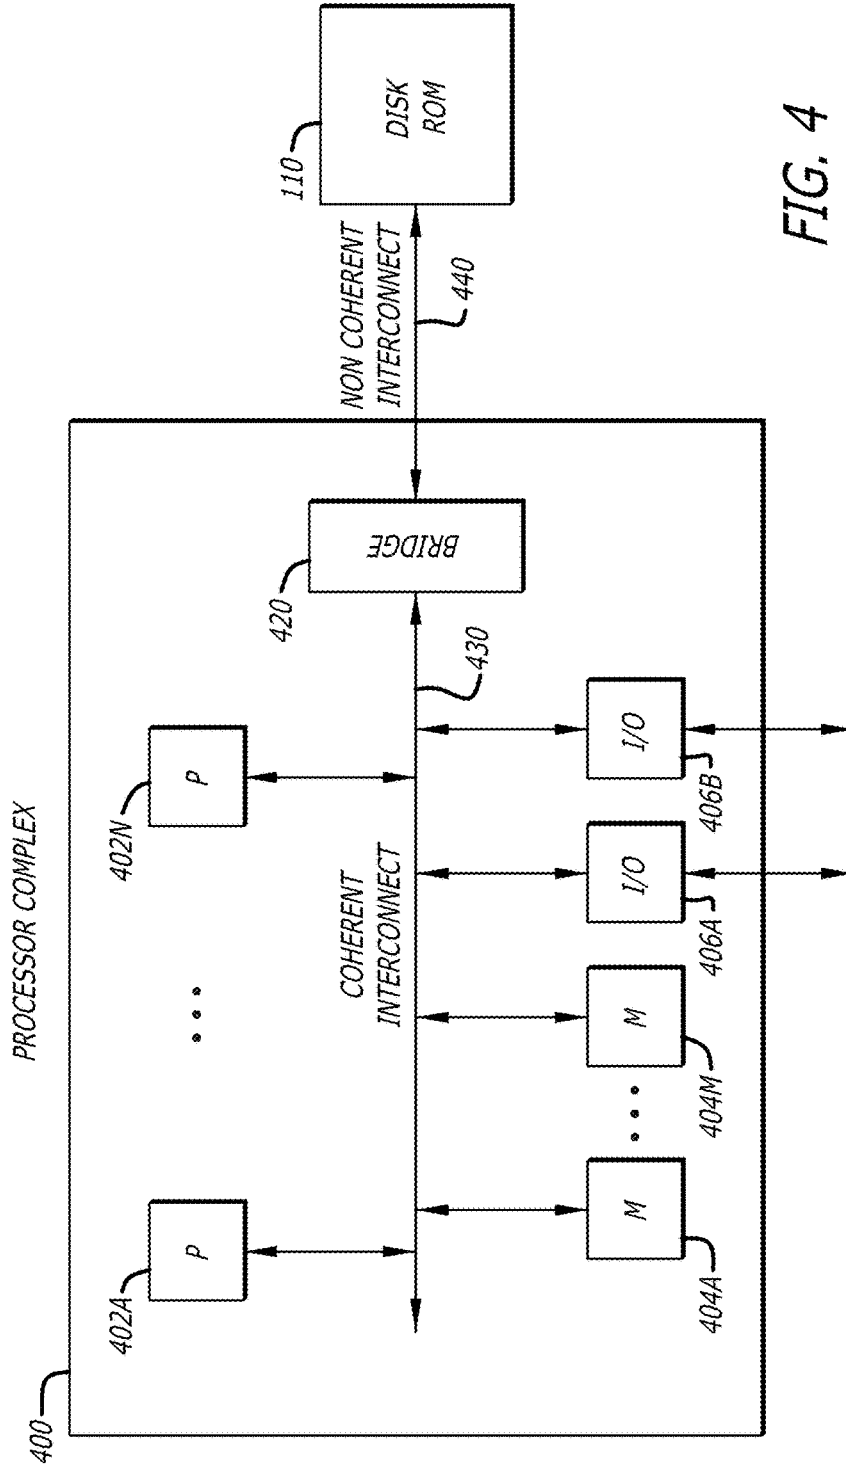 PROCESSOR COMPLEX
400
402A
P
• • •
402N
P
COHERENT
INTERCONNECT
430
420
BRIDGE
NON COHERENT
INTERCONNECT
440
110
DISK
ROM
M
404A
• • •
M
404M
I/O
406A
I/O
406B
FIG. 4